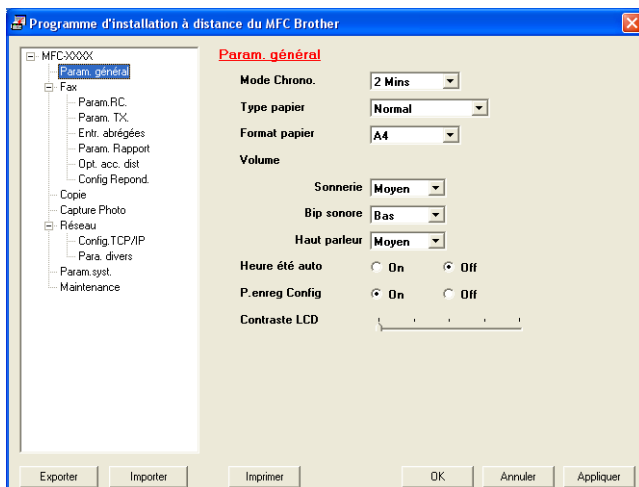 Programme d'installation à distance du MFC Brother
MFC-XXXX
Param. général
Fax
Param.RC.
Param. TX.
Entr. abrégées
Param. Rapport
Opt. acc. dist
Config Repond.
Copie
Capture Photo
Réseau
Config.TCP/IP
Para. divers
Param.syst.
Maintenance
Param. général
Mode Chrono. 2 Mins
Type papier Normal
Format papier A4
Volume
Sonnerie Moyen
Bip sonore Bas
Haut parleur Moyen
Heure été auto On Off
P.enreg Config On Off
Contraste LCD
Exporter Importer Imprimer OK Annuler Appliquer